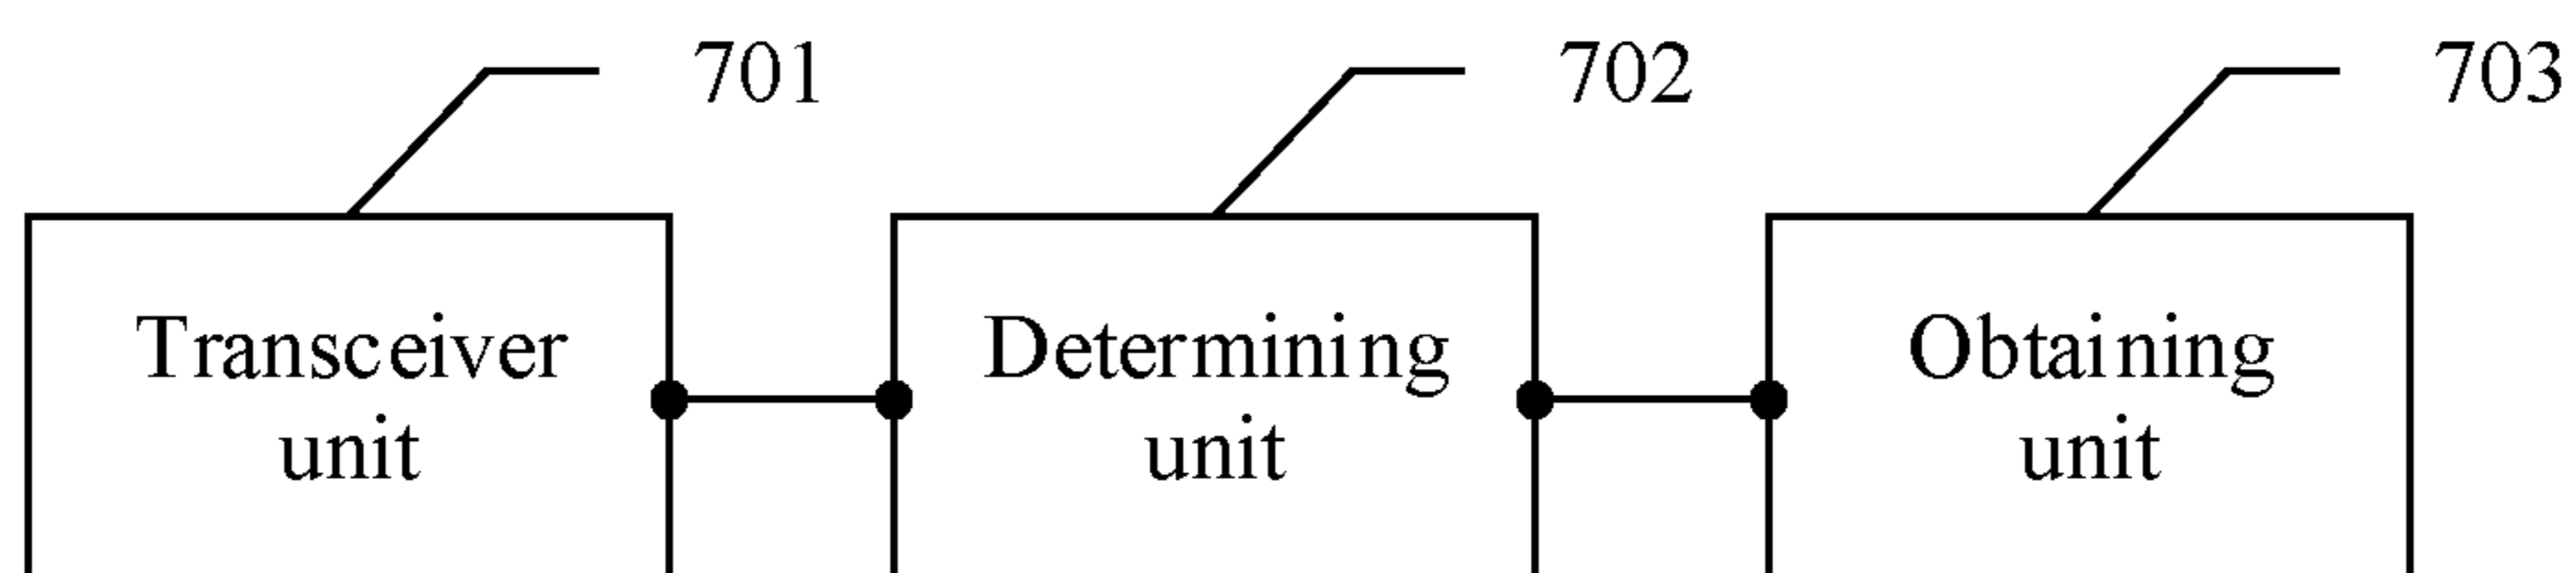 701
702
703
Transceiver
unit
Determining
unit
Obtaining
unit